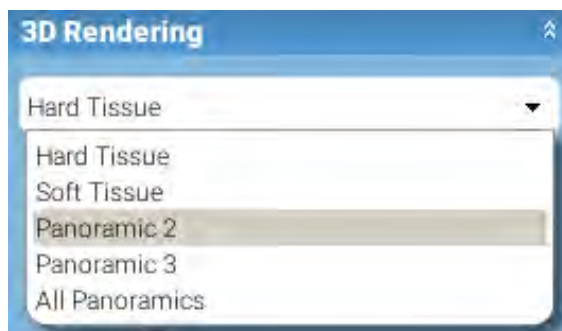 3D Rendering
Hard Tissue
Hard Tissue
Soft Tissue
Panoramic 2
Panoramic 3
All Panoramics